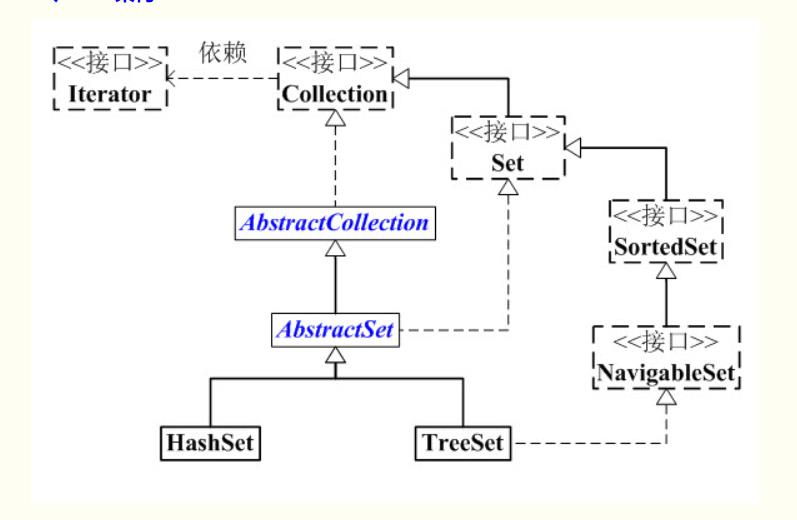 <<接口>>
Iterator
依赖
<<接口>>
Collection
<<接口>>
Set
<<接口>>
SortedSet
AbstractCollection
AbstractSet
<<接口>>
NavigableSet
HashSet
TreeSet